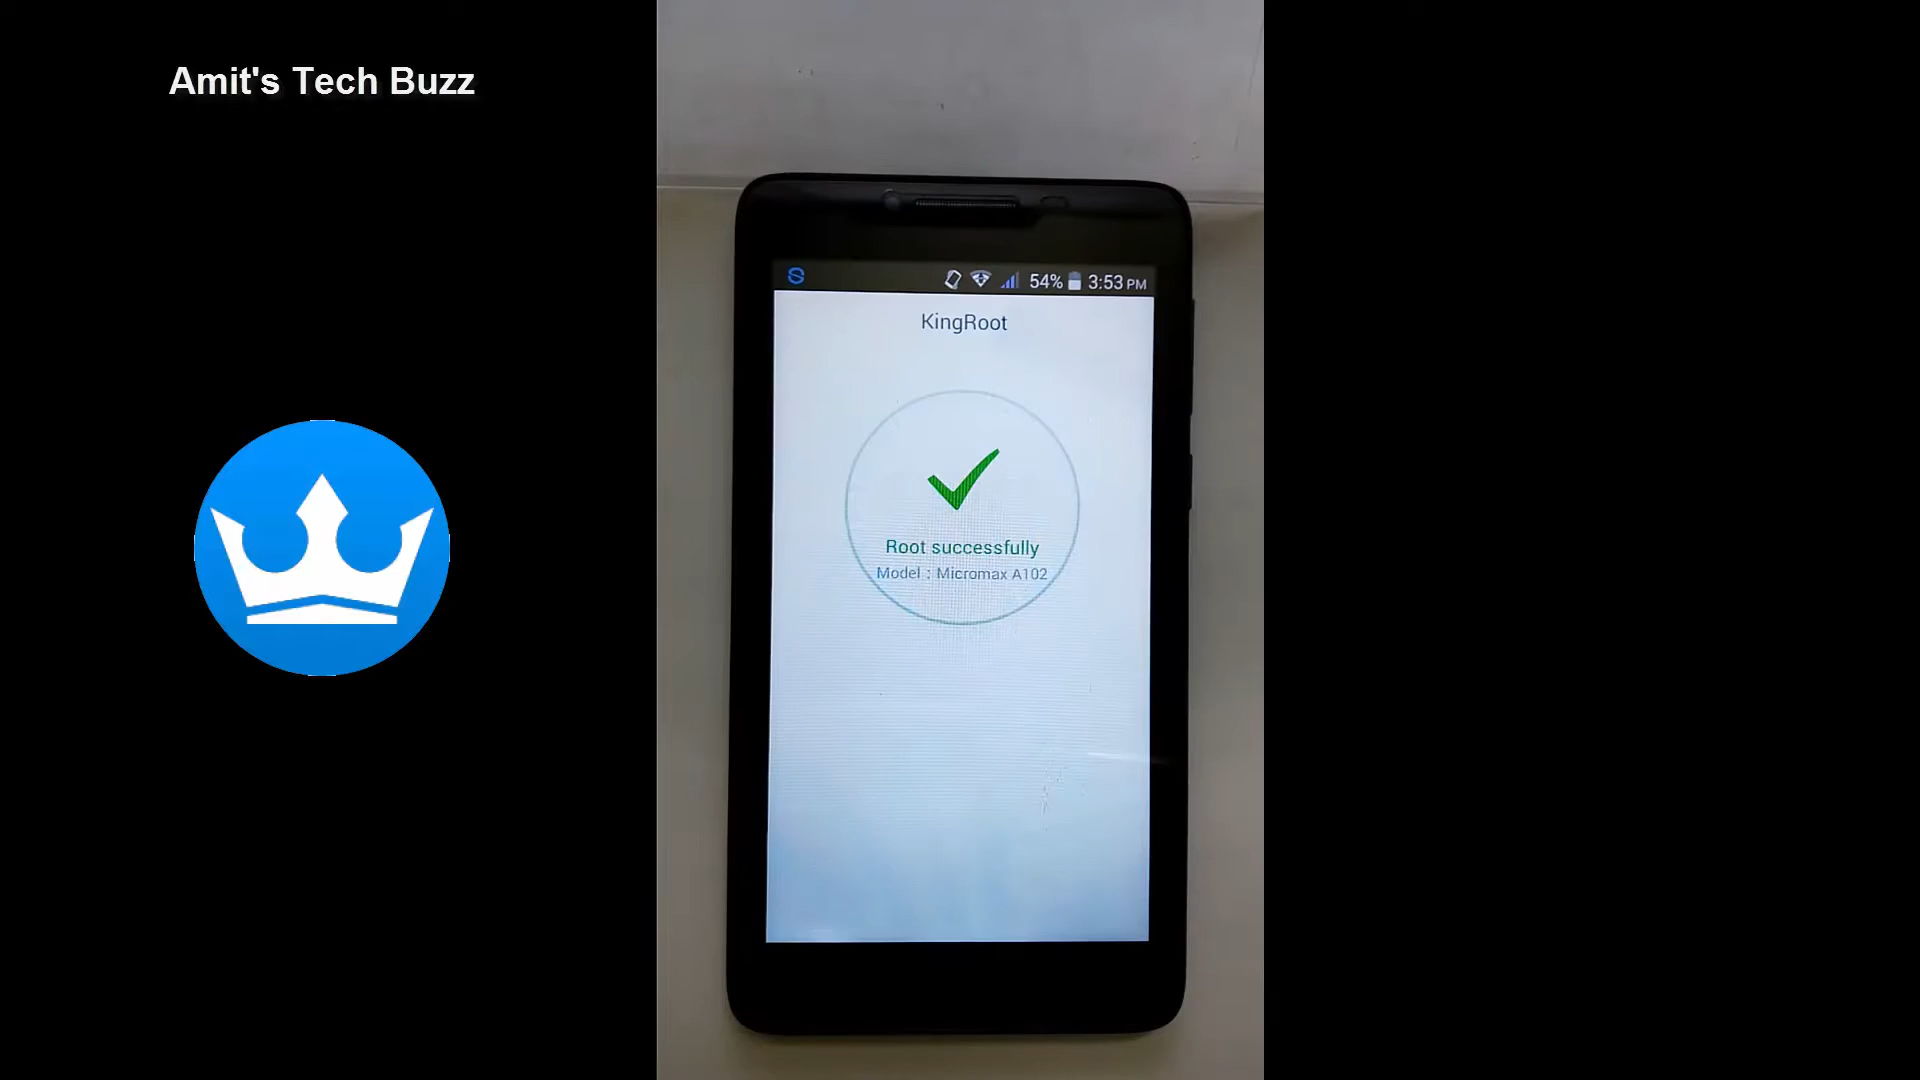 Amit's Tech Buzz
54% 3:53 PM
KingRoot
Root successfully
Model : Micromax A102